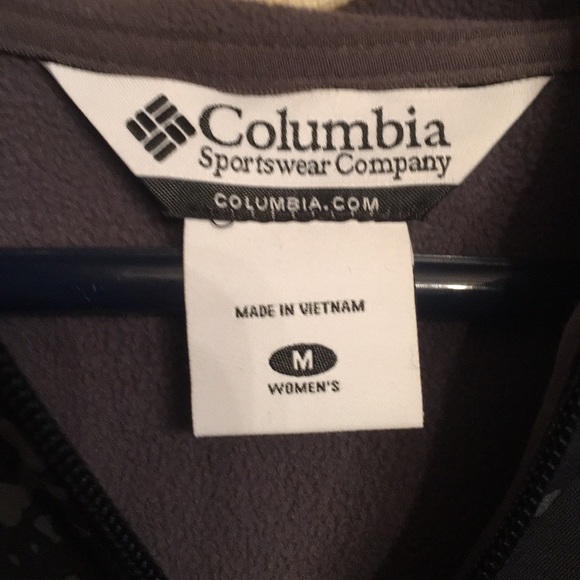 Columbia
Sportswear Company
COLUMBIA.COM
MADE IN VIETNAM
M
WOMEN'S